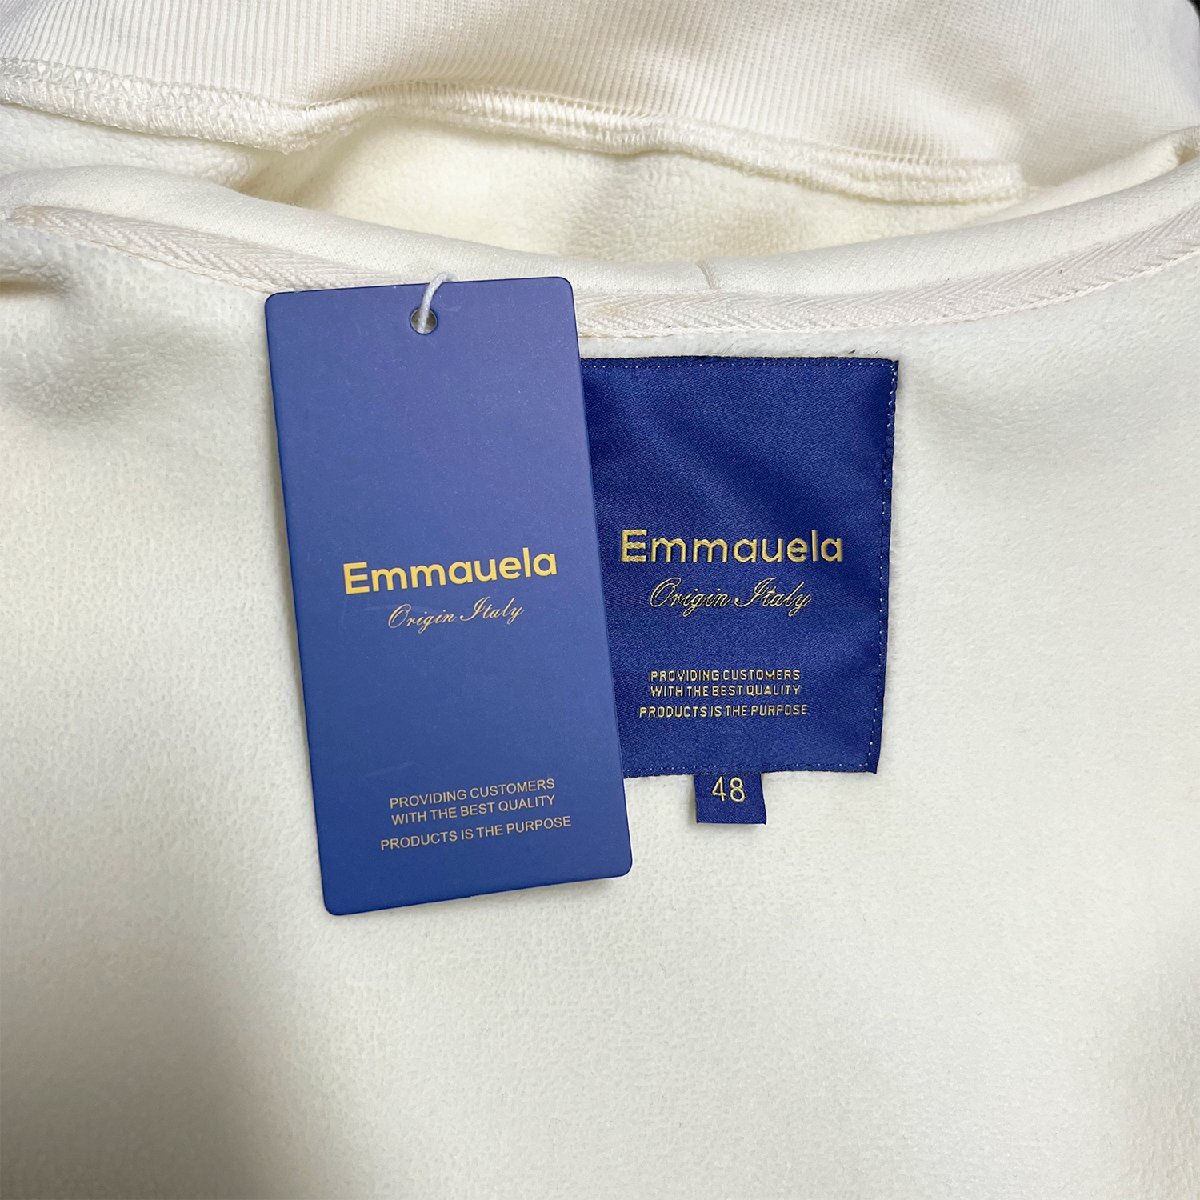 Emmauela
Origin Italy
PROVIDING CUSTOMERS
WITH THE BEST QUALITY
PRODUCTS IS THE PURPOSE
Emmauela
Origin Italy
PROVIDING CUSTOMERS
WITH THE BEST QUALITY
PRODUCTS IS THE PURPOSE
48